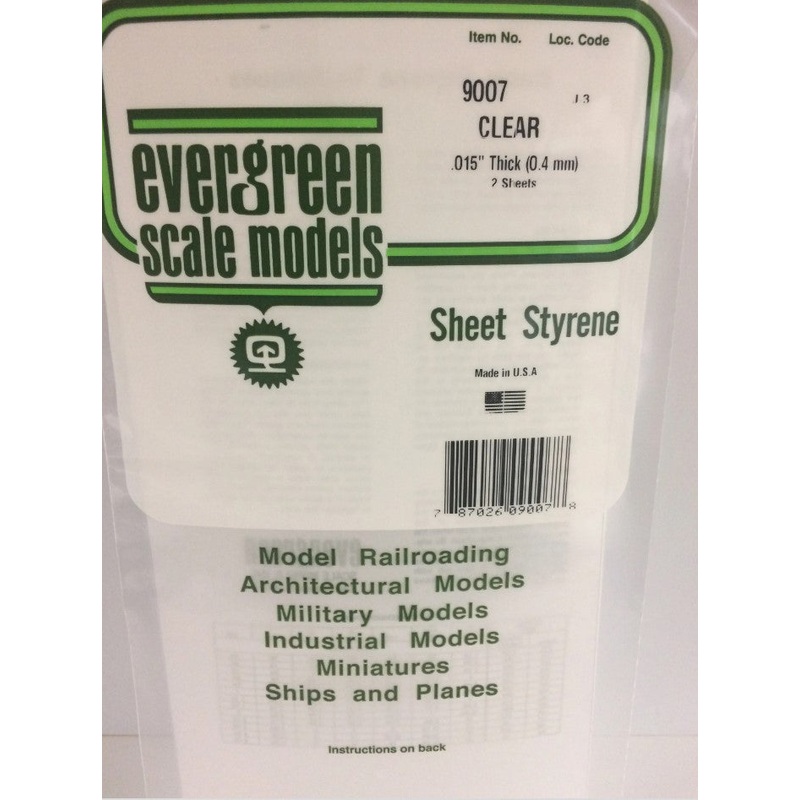 Item No. Loc. Code
9007 J 3
CLEAR
.015" Thick (0.4 mm)
2 Sheets
evergreen
scale models
Sheet Styrene
Made in U.S.A
7 87026 09007 8
Model Railroading
Architectural Models
Military Models
Industrial Models
Miniatures
Ships and Planes
Instructions on back